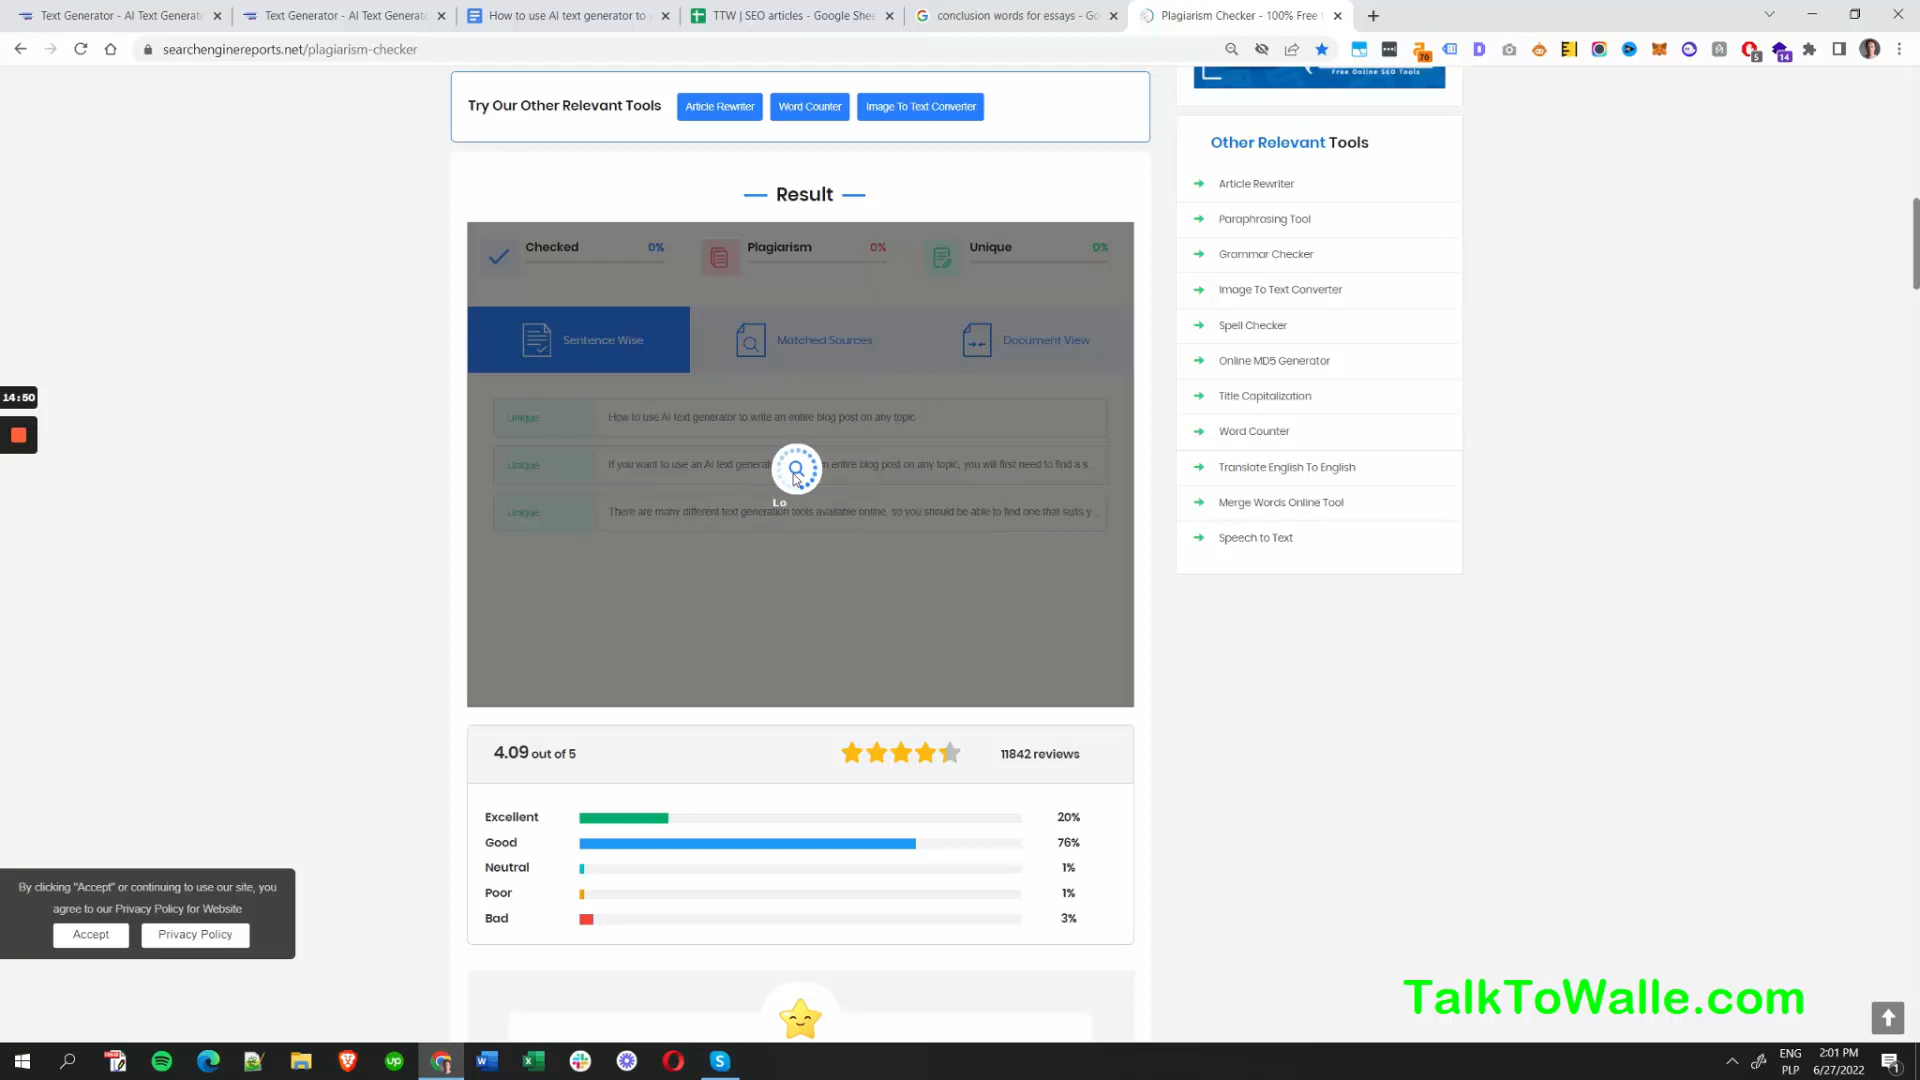 Text Generator - AI Text Generat
Text Generator - AI Text Generato
How to use AI text generator to
TTW | SEO articles - Google Shee
conclusion words for essays - Go
Plagiarism Checker - 100% Free
searchenginereports.net/plagiarism-checker
70
5
14
Free Online SEO Tools
Try Our Other Relevant Tools
Article Rewriter
Word Counter
Image To Text Converter
Result
Checked
0%
Plagiarism
0%
Unique
0%
Sentence Wise
Matched Sources
Document View
Unique
How to use AI text generator to write an entire blog post on any topic
Unique
If you want to use an AI text generat
entire blog post on any topic, you will first need to find a s...
Lo
Unique
There are many different text generation tools available online, so you should be able to find one that suits y...
4.09 out of 5
11842 reviews
Excellent
20%
Good
76%
Neutral
1%
Poor
1%
Bad
3%
Other Relevant Tools
Article Rewriter
Paraphrasing Tool
Grammar Checker
Image To Text Converter
Spell Checker
Online MD5 Generator
Title Capitalization
Word Counter
Translate English To English
Merge Words Online Tool
Speech to Text
14:50
By clicking "Accept" or continuing to use our site, you
agree to our Privacy Policy for Website
Accept
Privacy Policy
TalkToWalle.com
ENG
PLP
2:01 PM
6/27/2022
1